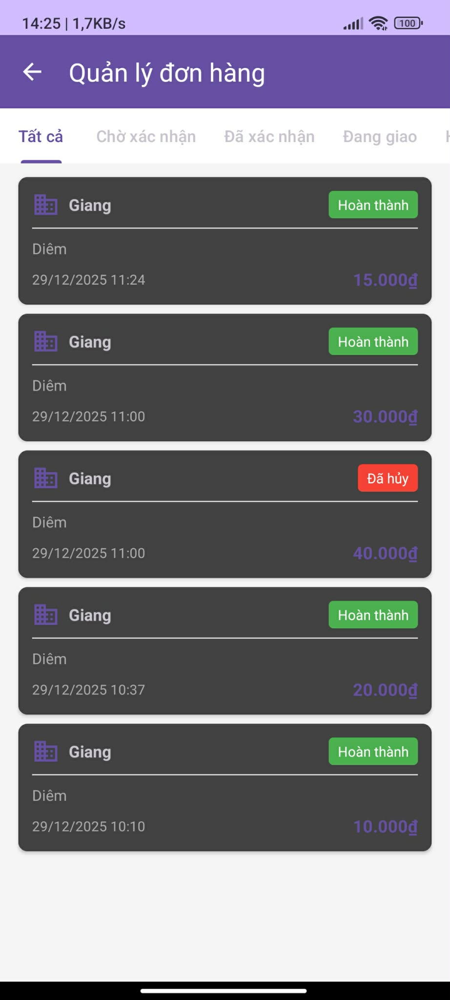 14:25 | 1,7KB/s
100
Quản lý đơn hàng
Tất cả Chờ xác nhận Đã xác nhận Đang giao
Giang Hoàn thành
Diêm
29/12/2025 11:24 15.000₫
Giang Hoàn thành
Diêm
29/12/2025 11:00 30.000₫
Giang Đã hủy
Diêm
29/12/2025 11:00 40.000₫
Giang Hoàn thành
Diêm
29/12/2025 10:37 20.000₫
Giang Hoàn thành
Diêm
29/12/2025 10:10 10.000₫